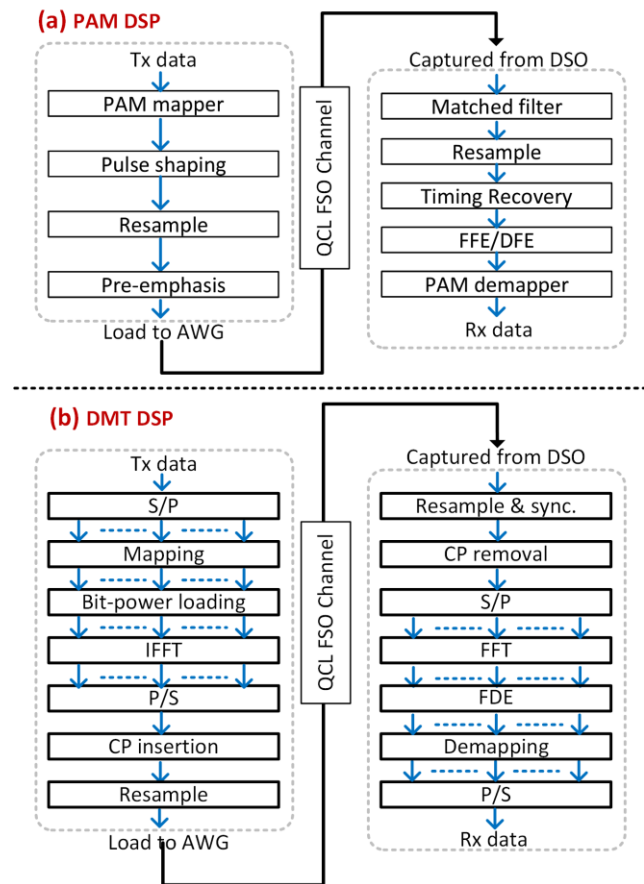 (a) PAM DSP
Tx data
PAM mapper
Pulse shaping
Resample
Pre-emphasis
Load to AWG
QCL FSO Channel
Captured from DSO
Matched filter
Resample
Timing Recovery
FFE/DFE
PAM demapper
Rx data
(b) DMT DSP
Tx data
S/P
Mapping
Bit-power loading
IFFT
P/S
CP insertion
Resample
Load to AWG
QCL FSO Channel
Captured from DSO
Resample & sync.
CP removal
S/P
FFT
FDE
Demapping
P/S
Rx data